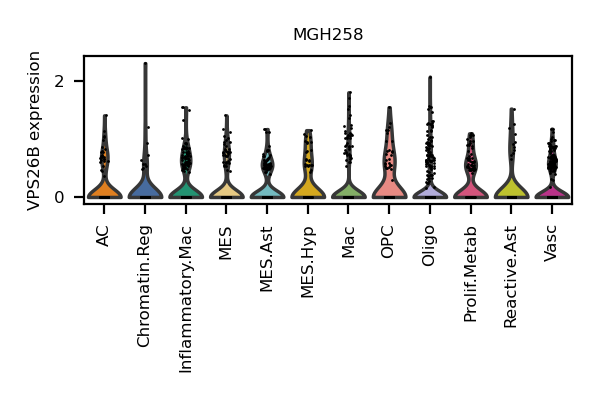 MGH258
VPS26B expression
2
0
AC
Chromatin.Reg
Inflammatory.Mac
MES
MES.Ast
MES.Hyp
Mac
OPC
Oligo
Prolif.Metab
Reactive.Ast
Vasc